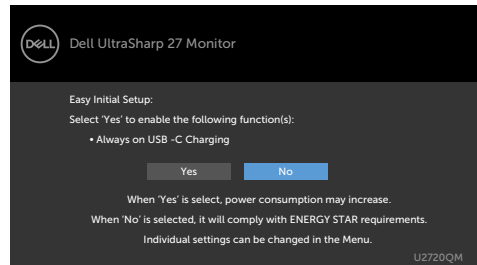 DELL
Dell UltraSharp 27 Monitor
Easy Initial Setup:
Select ‘Yes’ to enable the following function(s):
• Always on USB -C Charging
Yes No
When ‘Yes’ is select, power consumption may increase.
When ‘No’ is selected, it will comply with ENERGY STAR requirements.
Individual settings can be changed in the Menu.
U2720QM